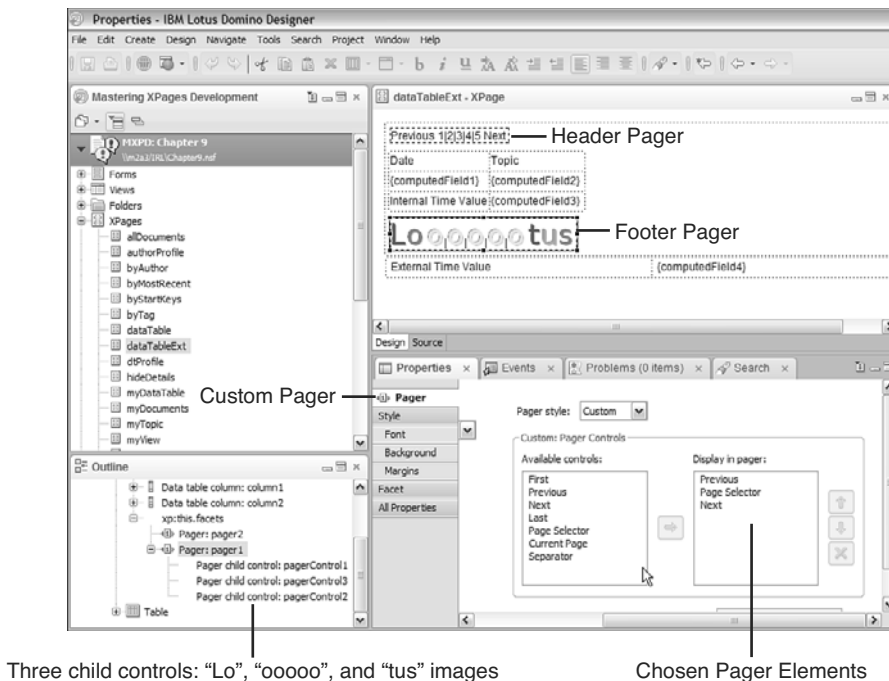 Properties - IBM Lotus Domino Designer
File Edit Create Design Navigate Tools Search Project Window Help
Mastering XPages Development
MXPD: Chapter 9
Forms
Views
Folders
XPages
allDocuments
authorProfile
byAuthor
byMostRecent
byStartKeys
byTag
dataTable
dataTableExt
dtProfile
hideDetails
myDataTable
myDocuments
myTopic
myView
dataTableExt - XPage
Previous 1|2|3|4|5 Next
Header Pager
Date Topic
{computedField1} {computedField2}
Internal Time Value {computedField3}
Lo o|o|o|o|o tus
Footer Pager
External Time Value {computedField4}
Design Source
Properties Events Problems (0 items) Search
Custom Pager
Pager
Style
Font
Background
Margins
Facet
All Properties
Pager style: Custom
Custom: Pager Controls
Available controls:
First
Previous
Next
Last
Page Selector
Current Page
Separator
Display in pager:
Previous
Page Selector
Next
Outline
Data table column: column1
Data table column: column2
xp:this.facets
Pager: pager2
Pager: pager1
Pager child control: pagerControl1
Pager child control: pagerControl3
Pager child control: pagerControl2
Table
Three child controls: “Lo”, “ooooo”, and “tus” images
Chosen Pager Elements